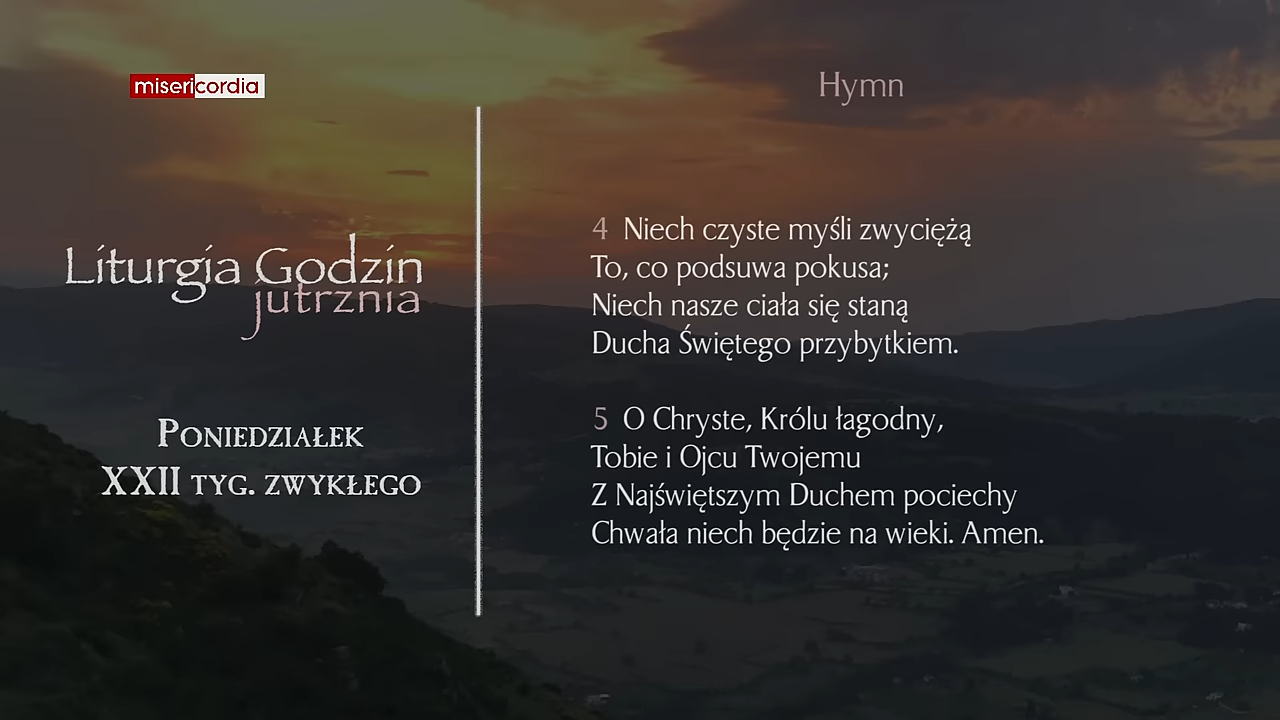 misericordia
Liturgia Godzin
jutrznia
Poniedziałek
XXII tyg. zwykłego
Hymn
4 Niech czyste myśli zwyciężą
To, co podsuwa pokusa;
Niech nasze ciała się staną
Ducha Świętego przybytkiem.
5 O Chryste, Królu łagodny,
Tobie i Ojcu Twojemu
Z Najświętszym Duchem pociechy
Chwała niech będzie na wieki. Amen.